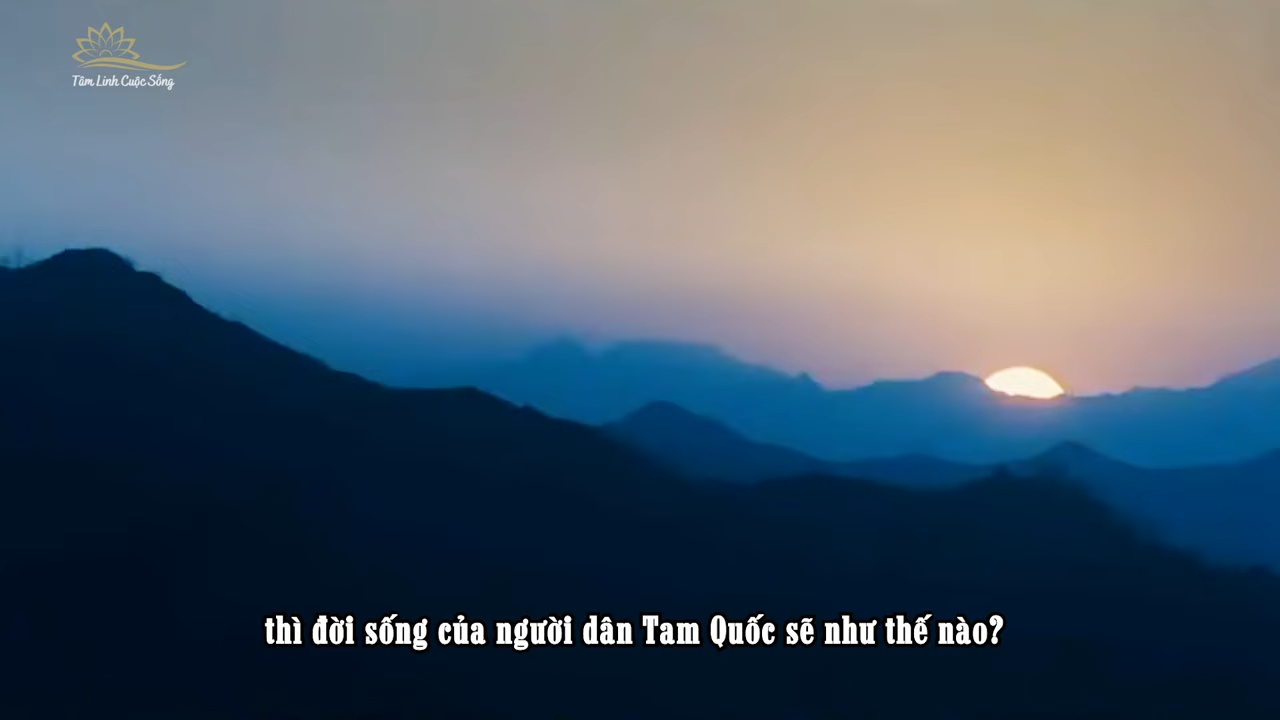 Tâm Linh Cuộc Sống
thì đời sống của người dân Tam Quốc sẽ như thế nào?